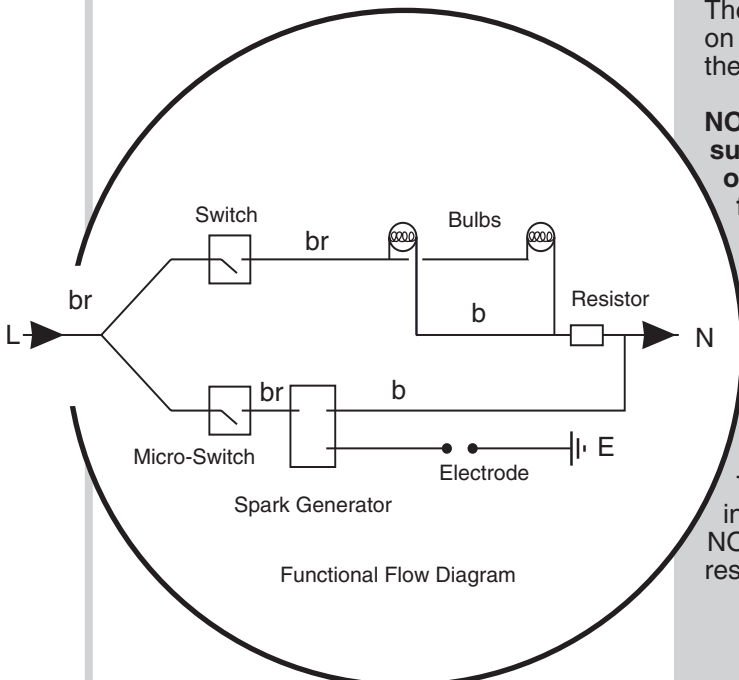 The
on
the
NO
su
o
Switch
br
Bulbs
br
b
Resistor
L
N
br
b
Micro-Switch
E
Electrode
Spark Generator
in
NO
res
Functional Flow Diagram